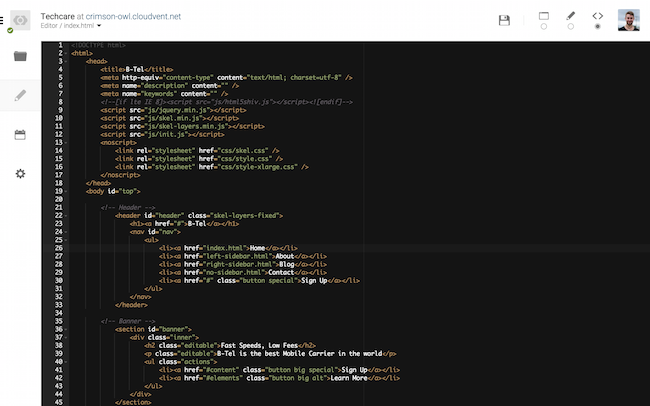 Techcare at crimson-owl.cloudvent.net
Editor / index.html
1 <!DOCTYPE html>
2 <html>
3 <head>
4 <title>B-Tel</title>
5 <meta http-equiv="content-type" content="text/html; charset=utf-8" />
6 <meta name="description" content="" />
7 <meta name="keywords" content="" />
8 <!--[if lte IE 8]><script src="js/html5shiv.js"></script><![endif]-->
9 <script src="js/jquery.min.js"></script>
10 <script src="js/skel.min.js"></script>
11 <script src="js/skel-layers.min.js"></script>
12 <script src="js/init.js"></script>
13 <noscript>
14 <link rel="stylesheet" href="css/skel.css" />
15 <link rel="stylesheet" href="css/style.css" />
16 <link rel="stylesheet" href="css/style-xlarge.css" />
17 </noscript>
18 </head>
19 <body id="top">
20
21 <!-- Header -->
22 <header id="header" class="skel-layers-fixed">
23 <h1><a href="#">B-Tel</a></h1>
24 <nav id="nav">
25 <ul>
26 <li><a href="index.html">Home</a></li>
27 <li><a href="left-sidebar.html">About</a></li>
28 <li><a href="right-sidebar.html">Blog</a></li>
29 <li><a href="no-sidebar.html">Contact</a></li>
30 <li><a href="#" class="button special">Sign Up</a></li>
31 </ul>
32 </nav>
33 </header>
34
35 <!-- Banner -->
36 <section id="banner">
37 <div class="inner">
38 <h2 class="editable">Fast Speeds, Low Fees</h2>
39 <p class="editable">B-Tel is the best Mobile Carrier in the world</p>
40 <ul class="actions">
41 <li><a href="#content" class="button big special">Sign Up</a></li>
42 <li><a href="#elements" class="button big alt">Learn More</a></li>
43 </ul>
44 </div>
45 </section>